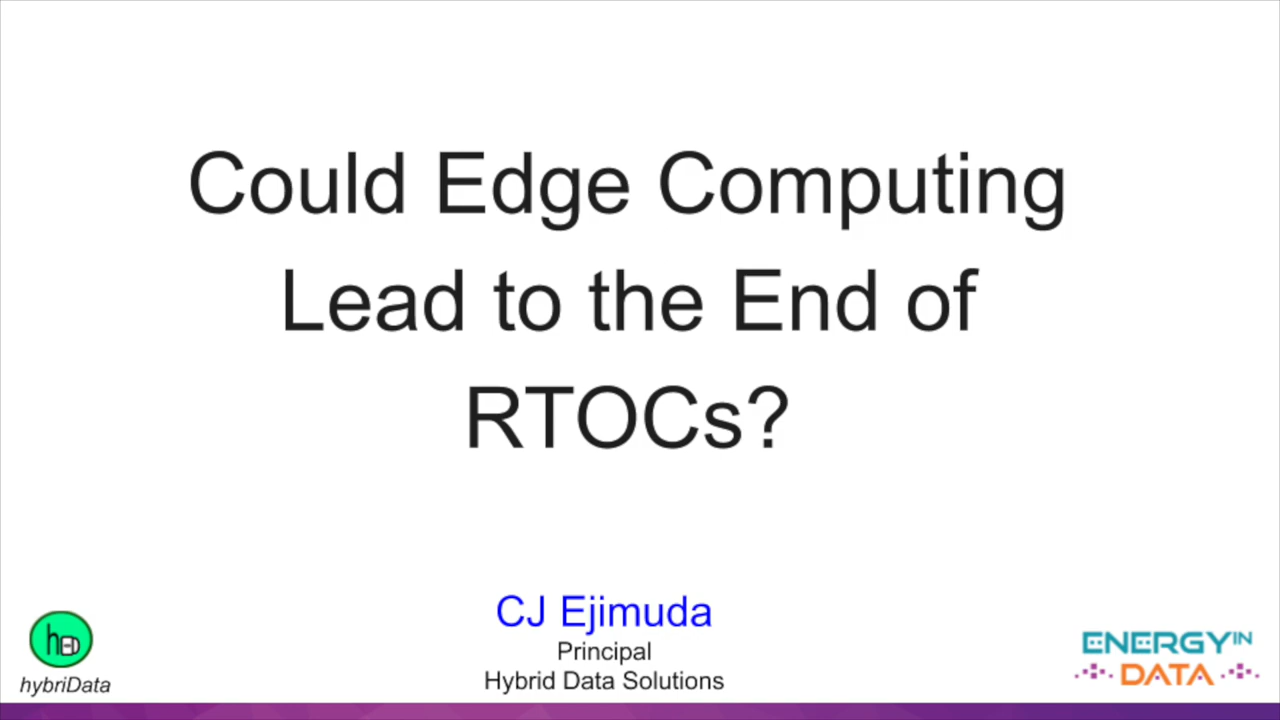 Could Edge Computing
Lead to the End of
RTOCs?
CJ Ejimuda
Principal
Hybrid Data Solutions
hD
hybriData
ENERGY IN
DATA